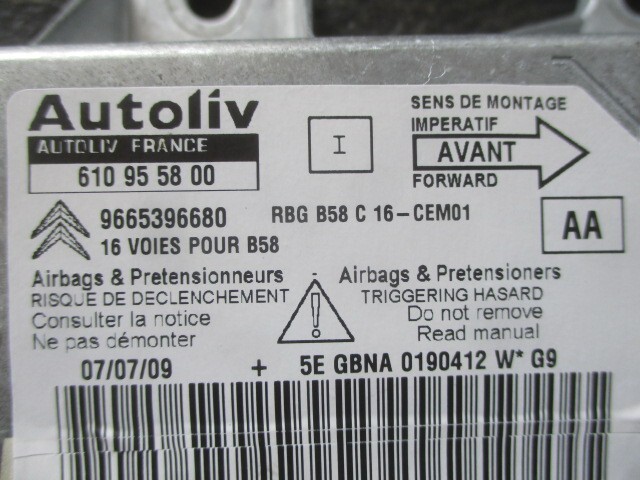 Autoliv
AUTOLIV FRANCE
610 95 58 00
I
SENS DE MONTAGE
IMPERATIF
AVANT
FORWARD
9665396680 RBG B58 C 16-CEM01
16 VOIES POUR B58
AA
Airbags & Pretensionneurs
RISQUE DE DECLENCHEMENT
Consulter la notice
Ne pas démonter
Airbags & Pretensioners
TRIGGERING HASARD
Do not remove
Read manual
07/07/09 + 5E GBNA 0190412 W* G9